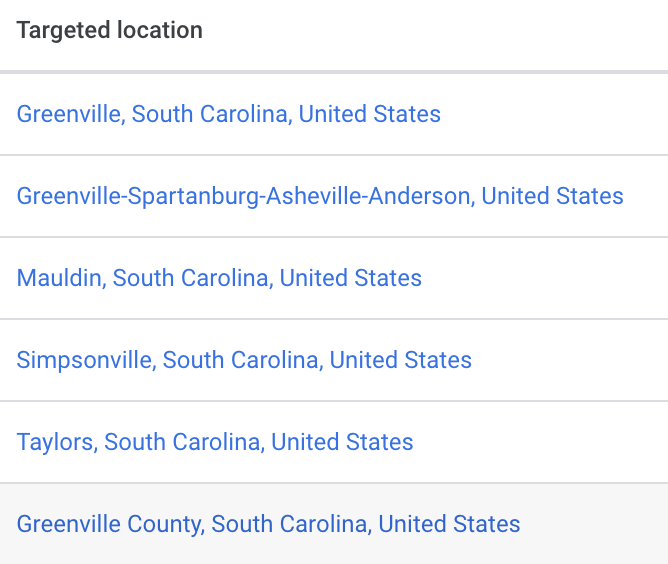 Targeted location
Greenville, South Carolina, United States
Greenville-Spartanburg-Asheville-Anderson, United States
Mauldin, South Carolina, United States
Simpsonville, South Carolina, United States
Taylors, South Carolina, United States
Greenville County, South Carolina, United States